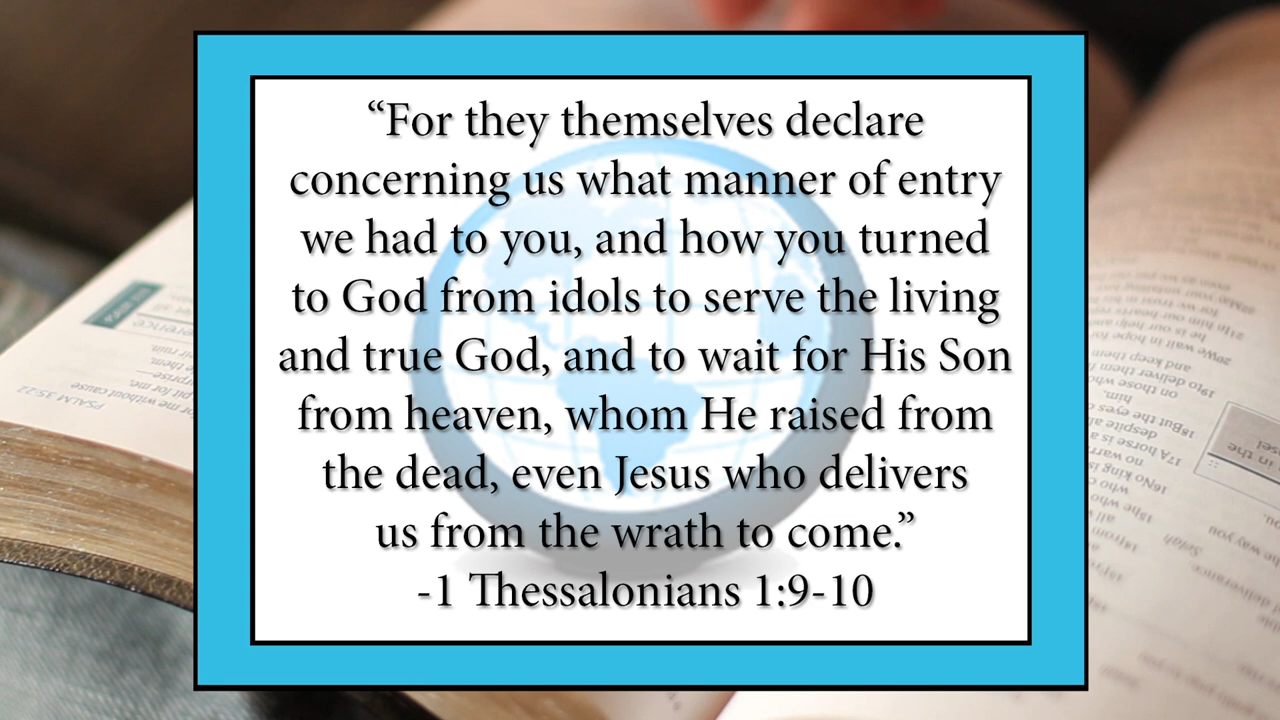 “For they themselves declare
concerning us what manner of entry
we had to you, and how you turned
to God from idols to serve the living
and true God, and to wait for His Son
from heaven, whom He raised from
the dead, even Jesus who delivers
us from the wrath to come.”
-1 Thessalonians 1:9-10
PSALM 35:22